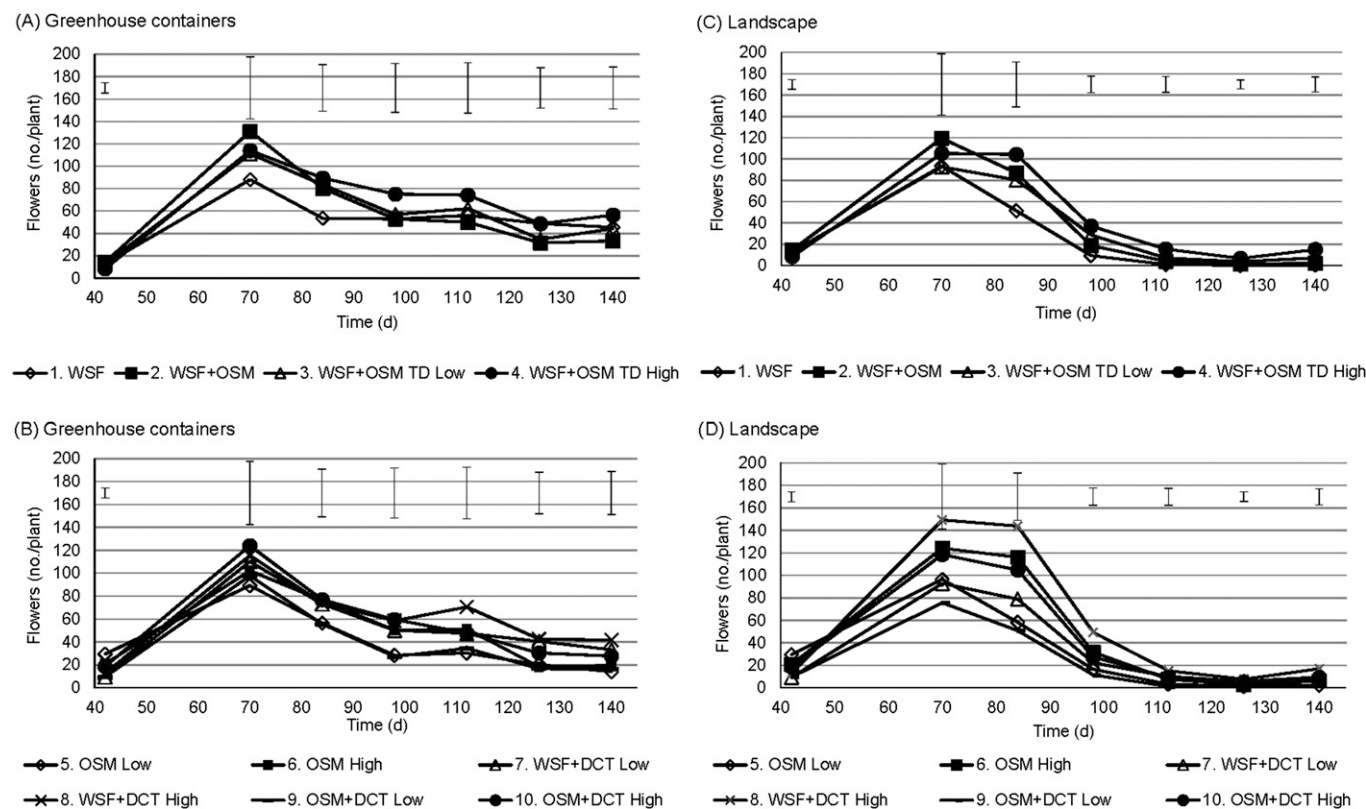 (A) Greenhouse containers
Flowers (no./plant)
200
180
160
140
120
100
80
60
40
20
0
40 50 60 70 80 90 100 110 120 130 140
Time (d)
1. WSF 2. WSF+OSM 3. WSF+OSM TD Low 4. WSF+OSM TD High
(C) Landscape
Flowers (no./plant)
200
180
160
140
120
100
80
60
40
20
0
40 50 60 70 80 90 100 110 120 130 140
Time (d)
1. WSF 2. WSF+OSM 3. WSF+OSM TD Low 4. WSF+OSM TD High
(B) Greenhouse containers
Flowers (no./plant)
200
180
160
140
120
100
80
60
40
20
0
40 50 60 70 80 90 100 110 120 130 140
Time (d)
5. OSM Low 6. OSM High 7. WSF+DCT Low
8. WSF+DCT High 9. OSM+DCT Low 10. OSM+DCT High
(D) Landscape
Flowers (no./plant)
200
180
160
140
120
100
80
60
40
20
0
40 50 60 70 80 90 100 110 120 130 140
Time (d)
5. OSM Low 6. OSM High 7. WSF+DCT Low
8. WSF+DCT High 9. OSM+DCT Low 10. OSM+DCT High